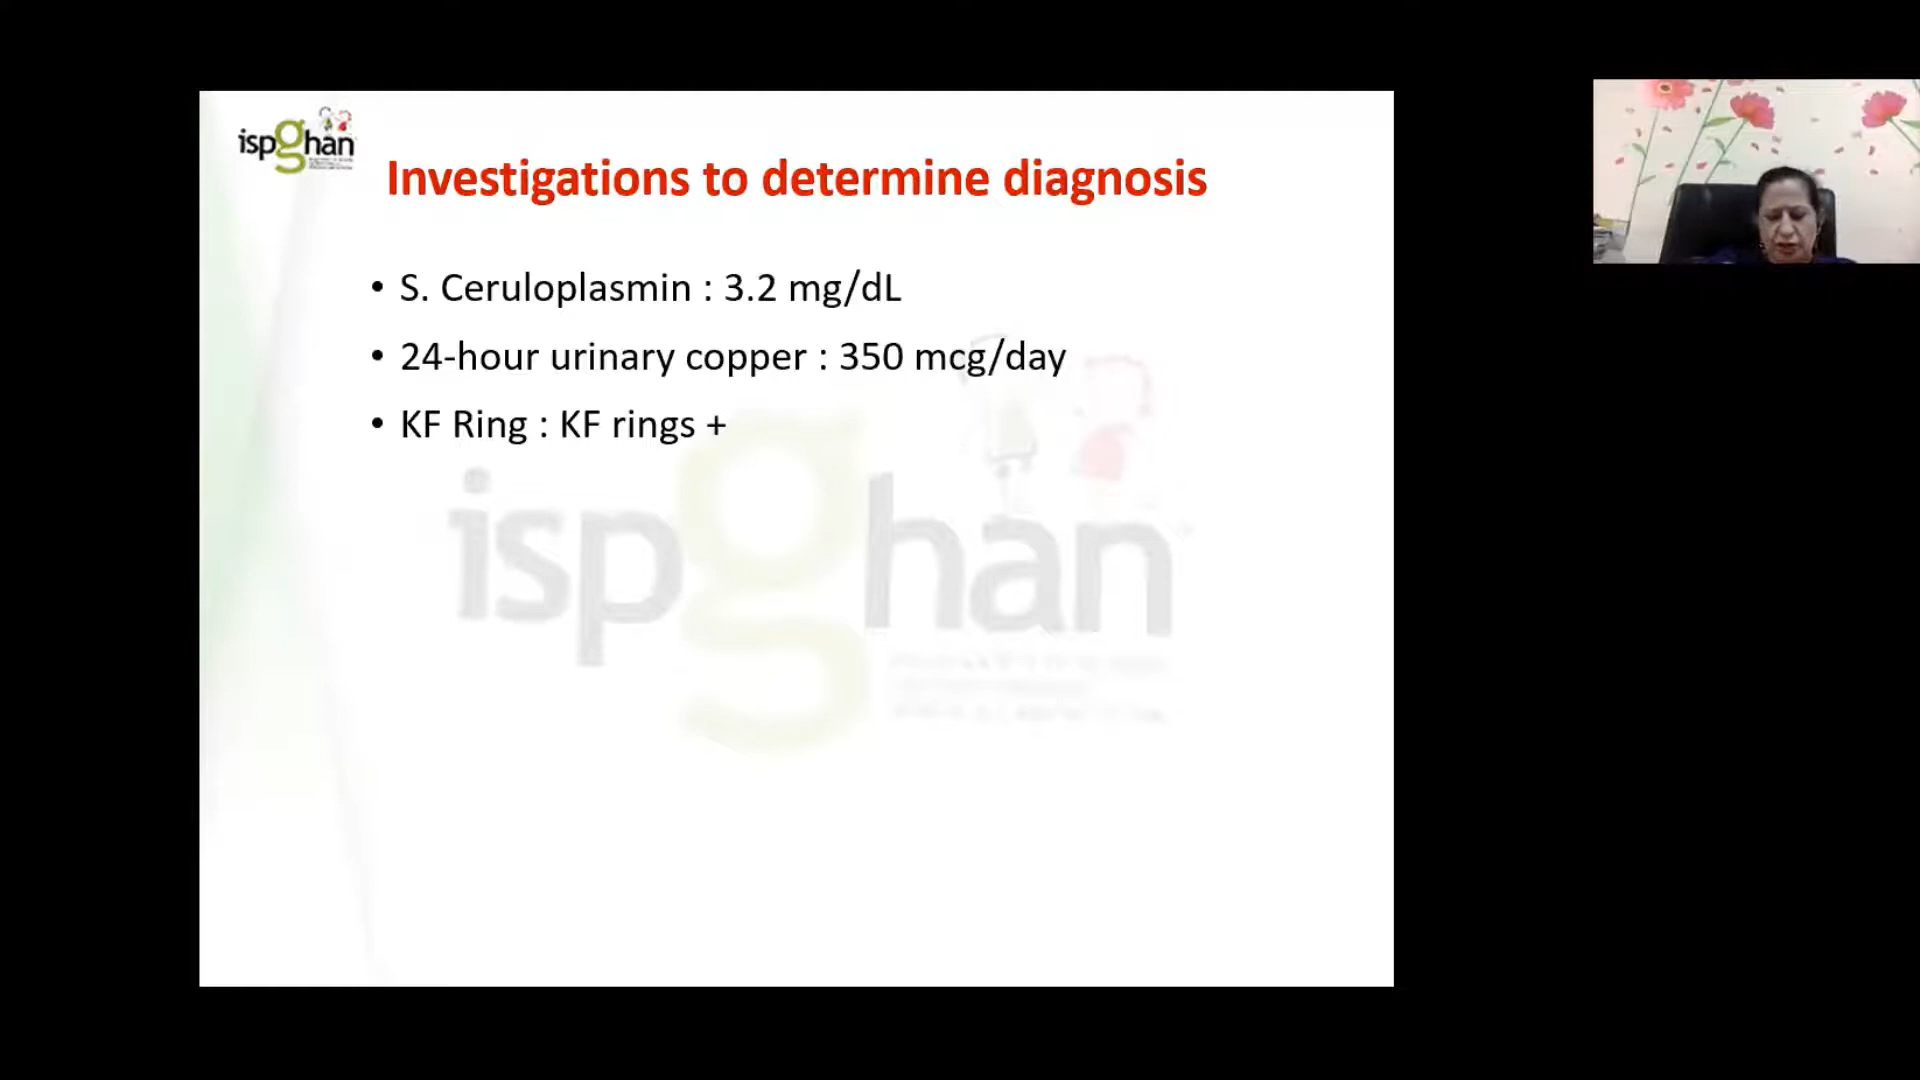 ispghan
Investigations to determine diagnosis
• S. Ceruloplasmin : 3.2 mg/dL
• 24-hour urinary copper : 350 mcg/day
• KF Ring : KF rings +
ispghan